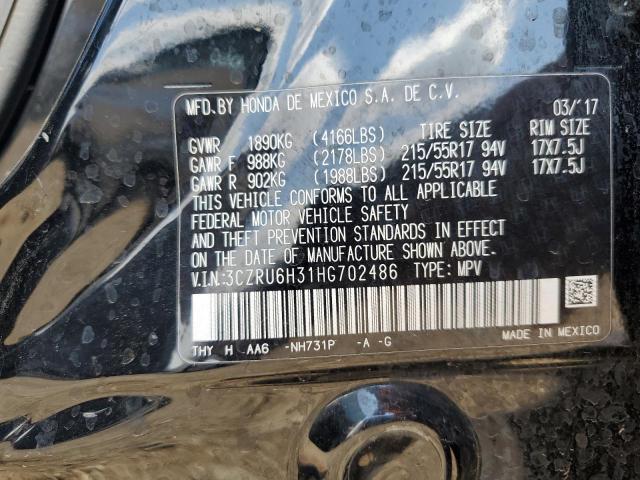 MFD.BY HONDA DE MEXICO S.A. DE C.V. 03/'17
GVWR 1890KG (4166LBS) TIRE SIZE RIM SIZE
GAWR F 988KG (2178LBS) 215/55R17 94V 17X7.5J
GAWR R 902KG (1988LBS) 215/55R17 94V 17X7.5J
THIS VEHICLE CONFORMS TO ALL APPLICABLE
FEDERAL MOTOR VEHICLE SAFETY
AND THEFT PREVENTION STANDARDS IN EFFECT
ON THE DATE OF MANUFACTURE SHOWN ABOVE.
V.I.N:3CZRU6H31HG702486 TYPE: MPV
THY H AA6 -NH731P -A -G MADE IN MEXICO